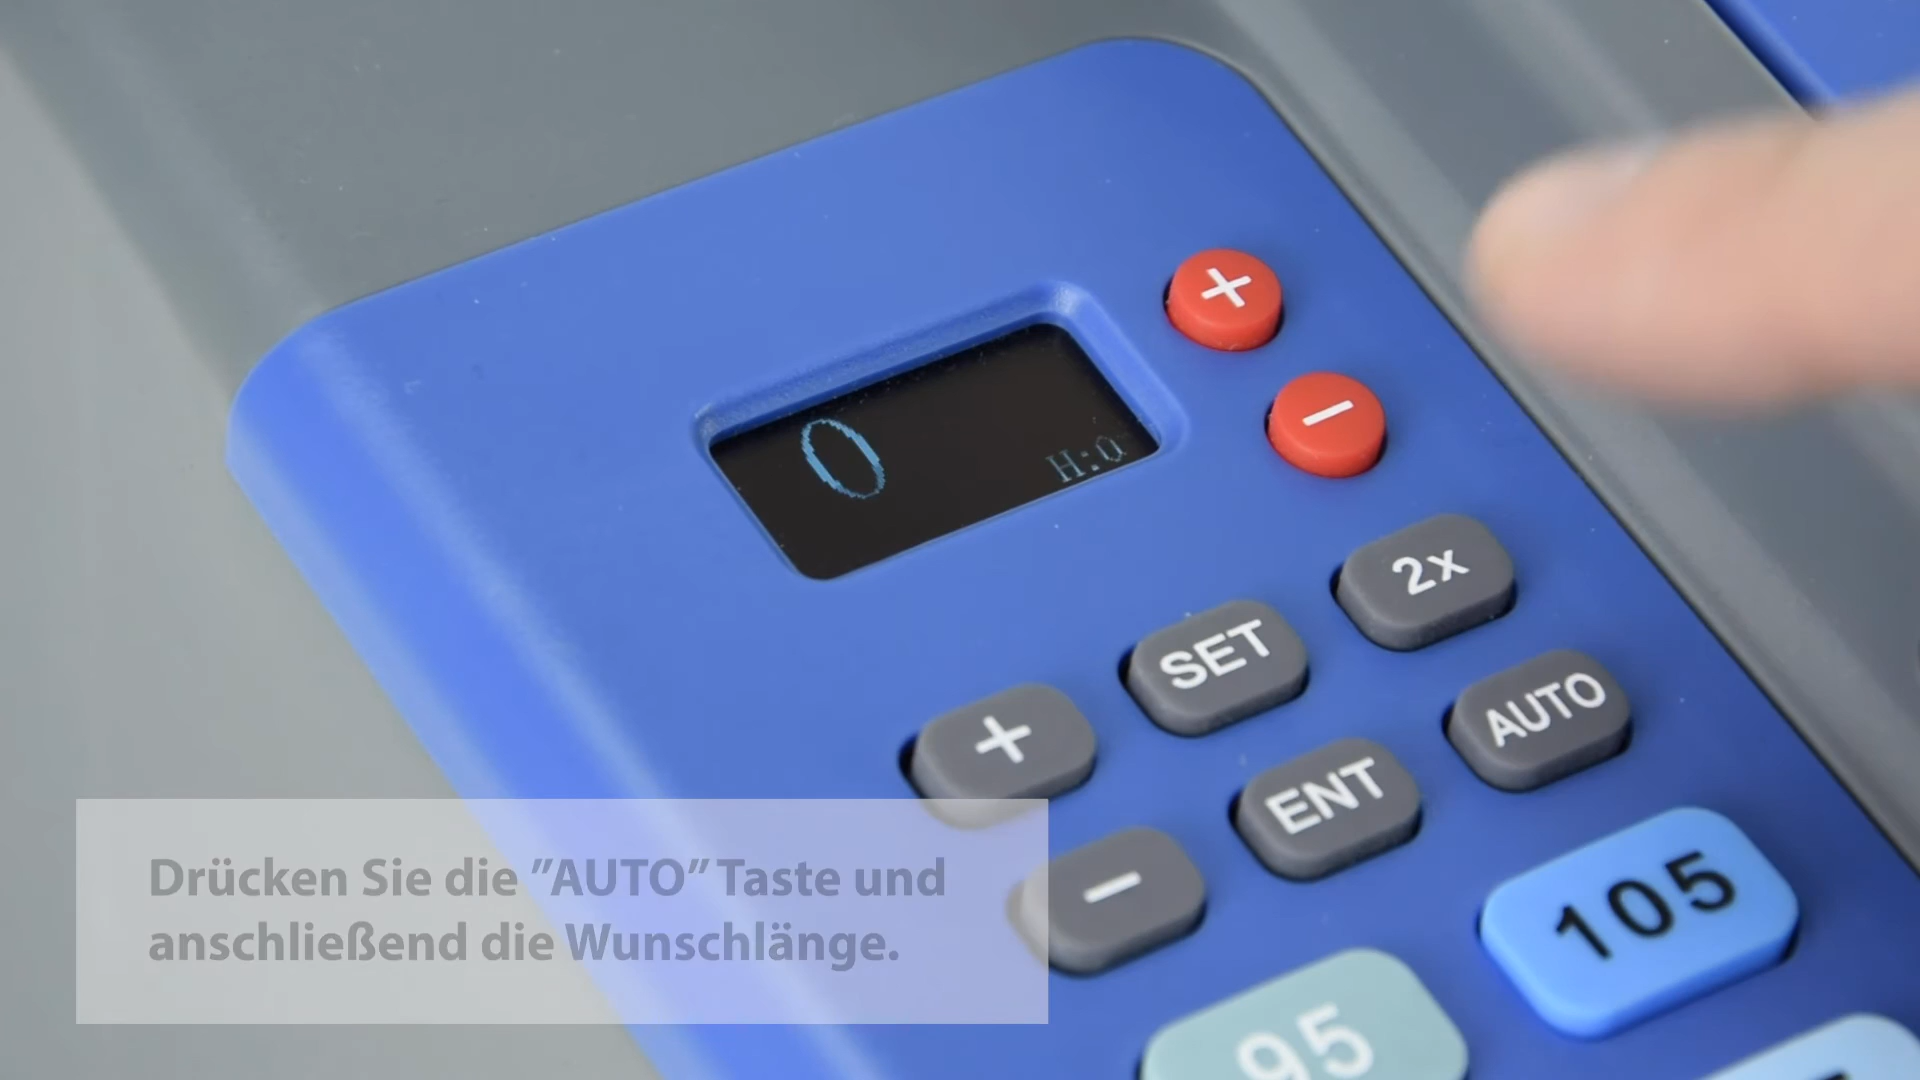 +
0
H:0
-
2x
SET
AUTO
+
ENT
-
105
95
Drücken Sie die ”AUTO” Taste und
anschließend die Wunschlänge.